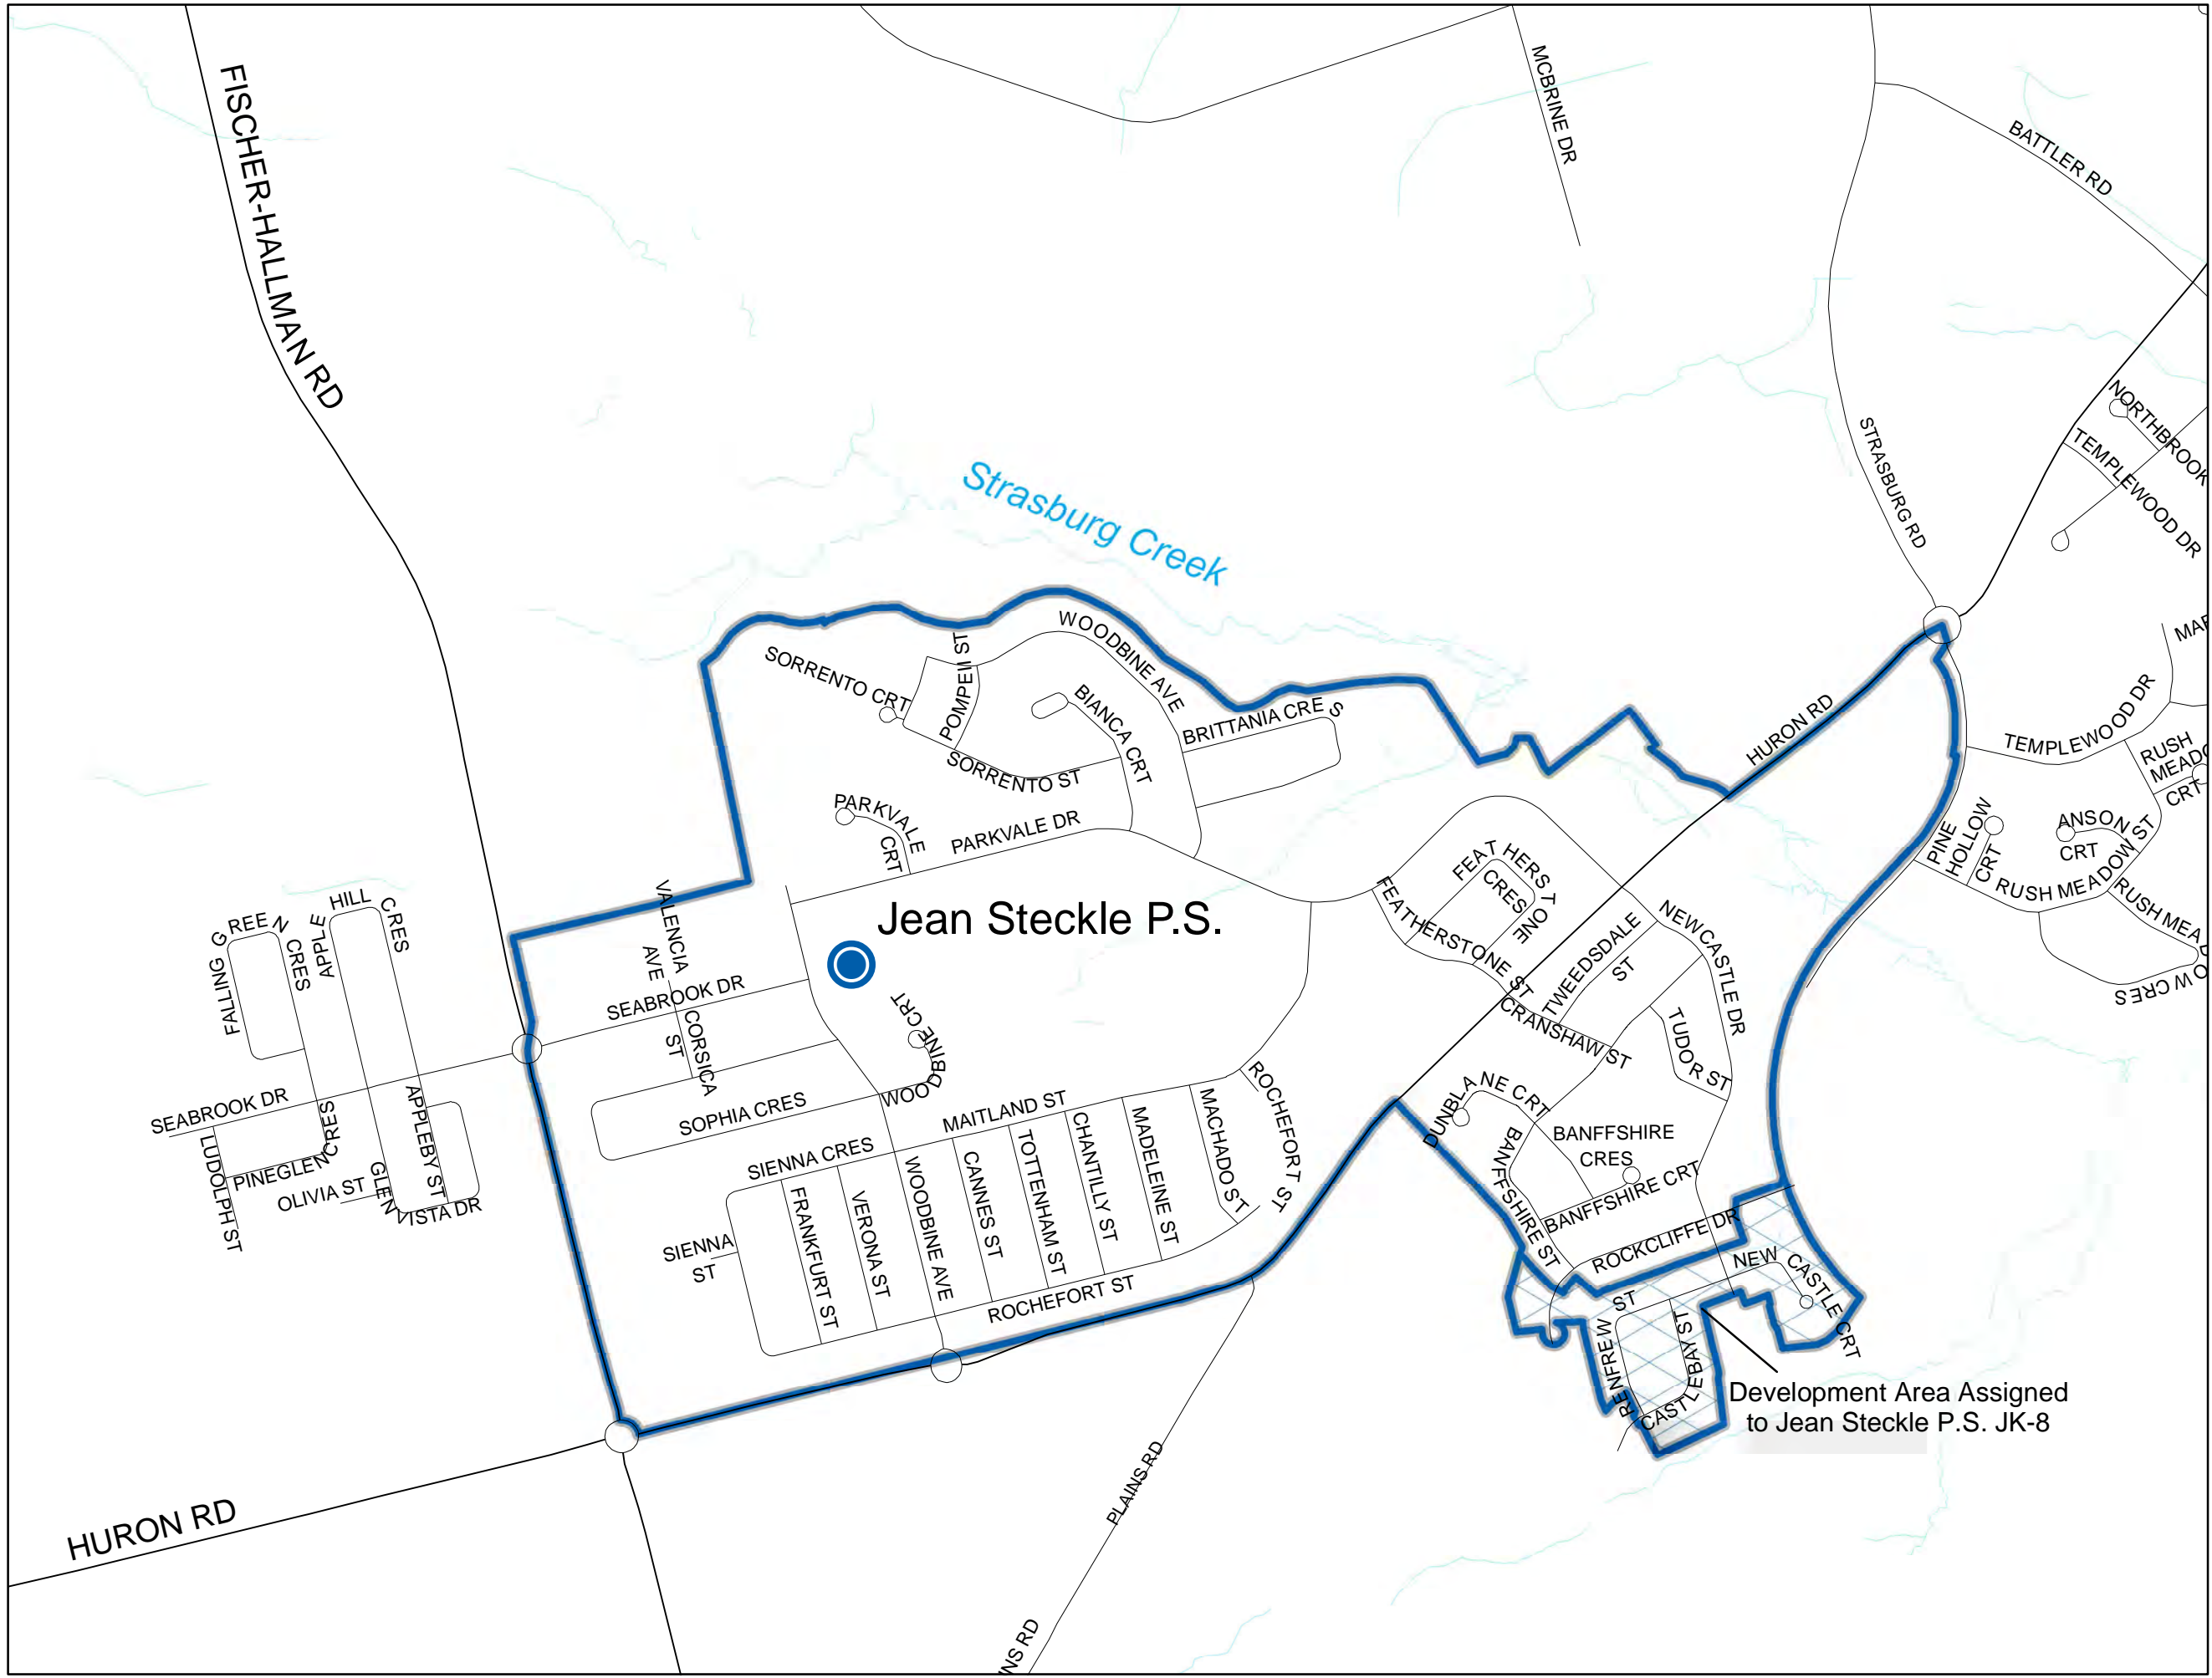 FISCHER-HALLMAN RD
MCBRINE DR
BATTLER RD
STRASBURG RD
NORTHBROOK
TEMPLEWOOD DR
Strasburg Creek
WOODBINE AVE
SORRENTO CRT
POMPEII ST
BIANCA CRT
BRITTANIA CRES
SORRENTO ST
HURON RD
TEMPLEWOOD DR
RUSH
CRT
PARKVALE
CRT
PARKVALE DR
PINE
HOLLOW
CRT
ANSON
CRT
RUSH MEADOW ST
FEATHERSTONE
CRES
FEATHERSTONE ST
VALENCIA
AVE
Jean Steckle P.S.
FALLING GREEN
CRES
APPLE HILL CRES
TWEEDSDALE
ST
NEWCASTLE DR
SEABROOK DR
CORSICA
ST
WOODBINE CRT
CRANSHAW ST
TUDOR ST
SEABROOK DR
SOPHIA CRES
MAITLAND ST
ROCHEFORT ST
DUNBLANE CRT
BANFFSHIRE
CRES
LUDOLPH ST
PINEGLEN CRES
APPLEBY ST
OLIVIA ST
GLEN VISTA DR
SIENNA CRES
SIENNA
ST
FRANKFURT ST
VERONA ST
WOODBINE AVE
CANNES ST
TOTTENHAM ST
CHANTILLY ST
MADELEINE ST
MACHADO ST
ROCHEFORT ST
BANFFSHIRE ST
BANFFSHIRE CRT
ROCKCLIFFE DR
NEW CASTLE CRT
RENFREW ST
CASTLEBAY ST
Development Area Assigned
to Jean Steckle P.S. JK-8
HURON RD
PLAINS RD